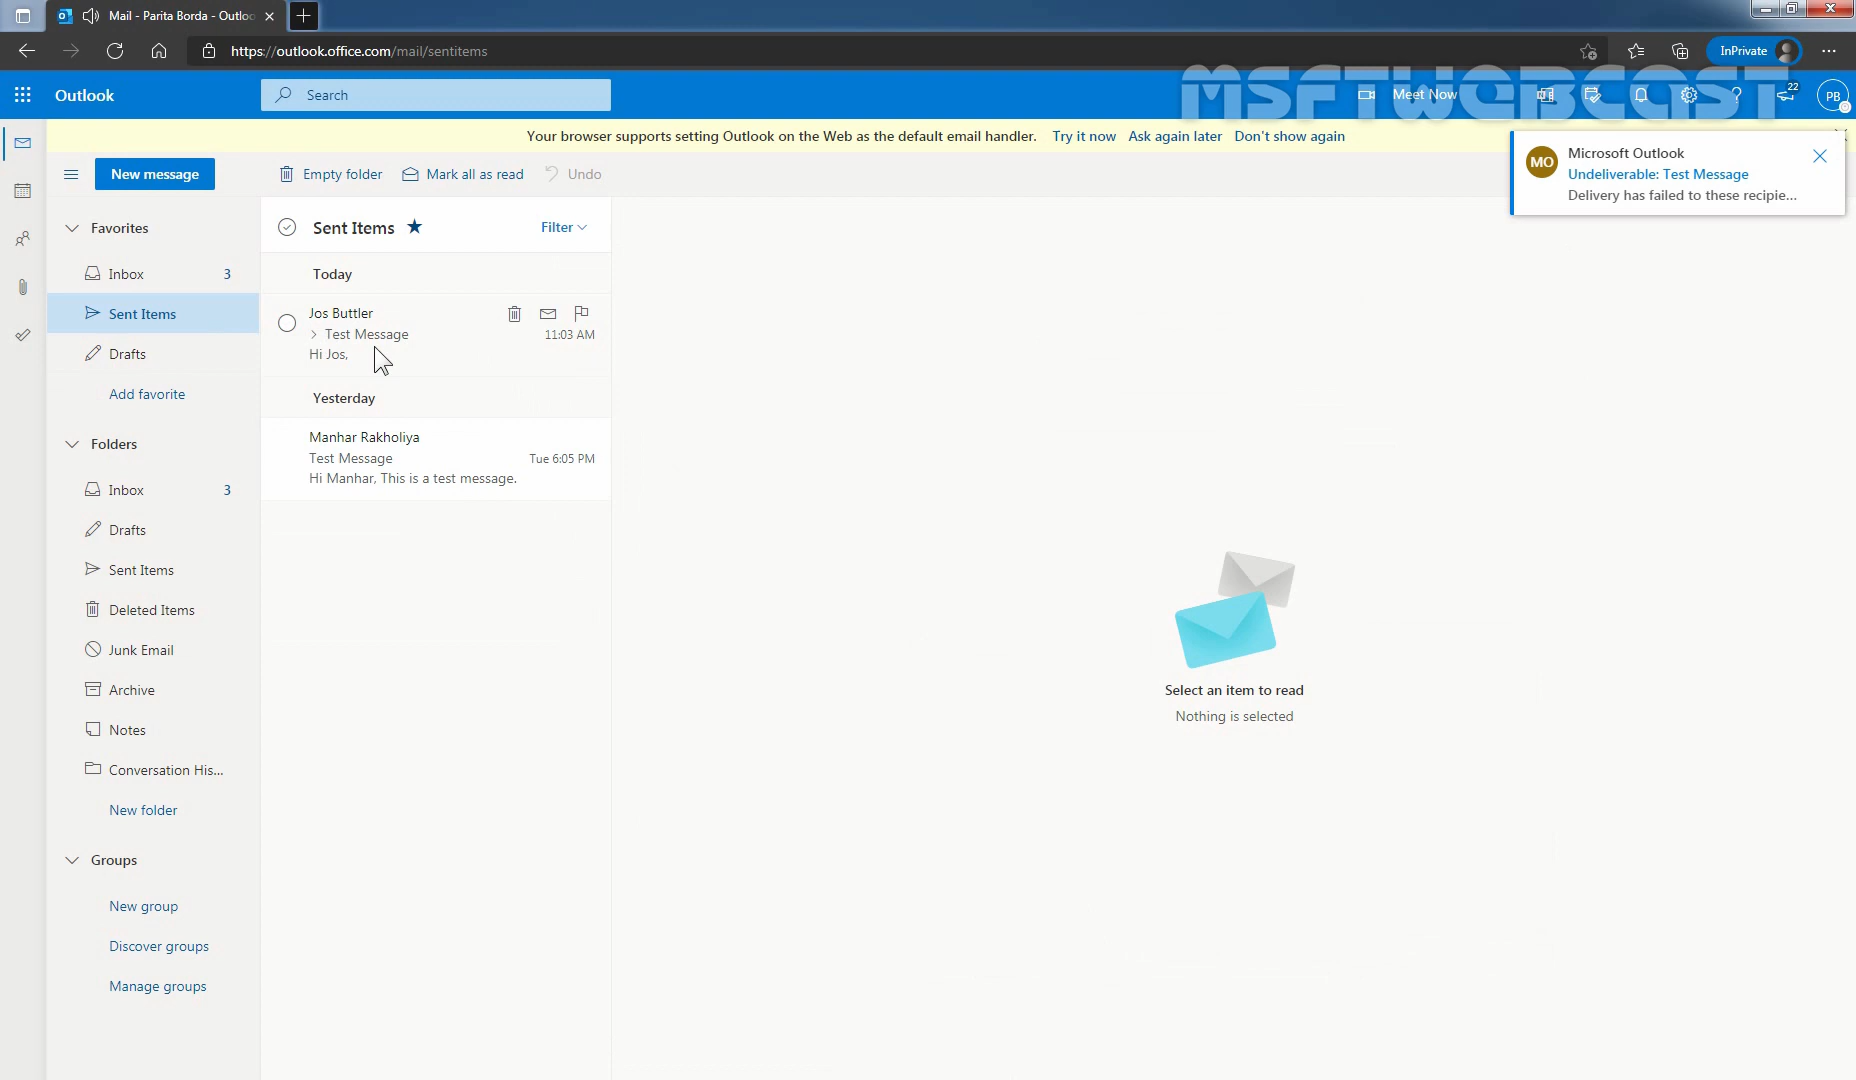 Mail - Parita Borda - Outloo
https://outlook.office.com/mail/sentitems
InPrivate
MSFTWEBCAST
Outlook
Search
Meet Now
22
PB
Your browser supports setting Outlook on the Web as the default email handler. Try it now Ask again later Don't show again
New message
Empty folder
Mark all as read
Undo
MO
Microsoft Outlook
Undeliverable: Test Message
Delivery has failed to these recipie...
Favorites
Inbox 3
Sent Items
Drafts
Add favorite
Folders
Inbox 3
Drafts
Sent Items
Deleted Items
Junk Email
Archive
Notes
Conversation His...
New folder
Groups
New group
Discover groups
Manage groups
Sent Items
Filter
Today
Jos Buttler
Test Message 11:03 AM
Hi Jos,
Yesterday
Manhar Rakholiya
Test Message Tue 6:05 PM
Hi Manhar, This is a test message.
Select an item to read
Nothing is selected